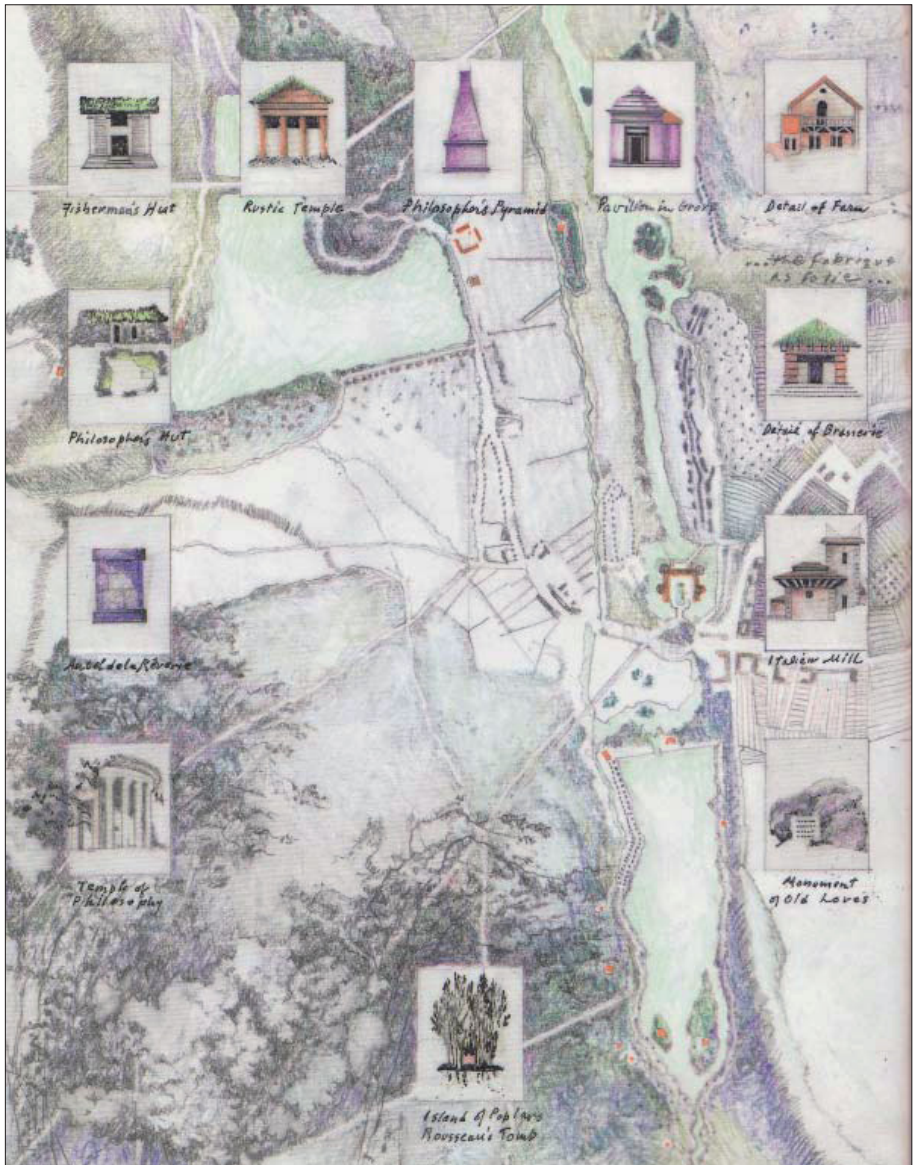 Fisherman's Hut
Rustic Temple
Philosopher's Pyramid
Pavilion in Grove
Detail of Farm
...the fabrique
as folie...
Philosopher's Hut
Detail of Brasserie
Autel de la Rêverie
Italian Mill
Temple of
Philosophy
Monument
of Old Loves
Island of Poplars
Rousseau's Tomb